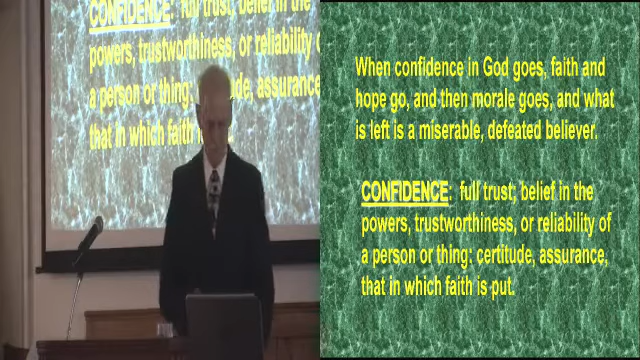 CONFIDENCE: full trust, belief in the
powers, trustworthiness, or reliability
a person or thing: certitude, assurance
that in which faith
When confidence in God goes, faith and
hope go, and then morale goes, and what
is left is a miserable, defeated believer.
CONFIDENCE: full trust; belief in the
powers, trustworthiness, or reliability of
a person or thing: certitude, assurance,
that in which faith is put.